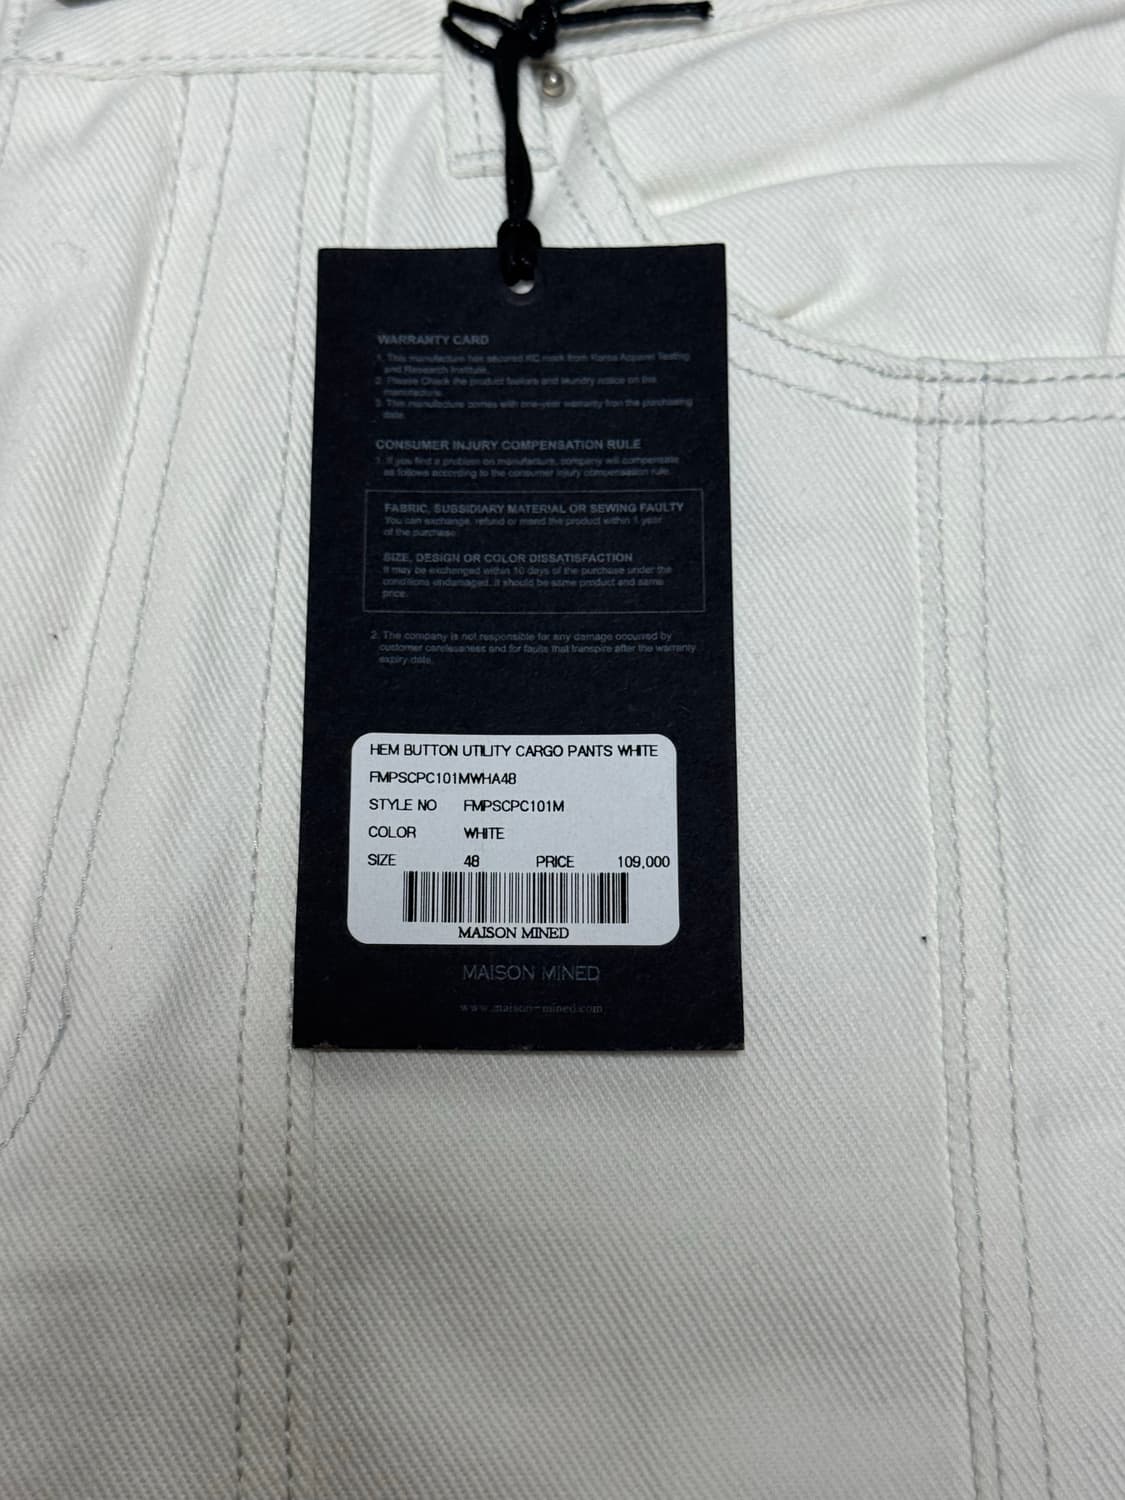 WARRANTY CARD
1. This manufacture has secured KC mark from Korea Apparel Testing
and Research Institute.
2. Please Check the product feature and laundry notice on the
manufacture.
3. This manufacture comes with one-year warranty from the purchasing
date.
CONSUMER INJURY COMPENSATION RULE
1. If you find a problem on manufacture, company will compensate
as follows according to the consumer injury compensation rule.
FABRIC, SUBSIDIARY MATERIAL OR SEWING FAULTY
You can exchange, refund or mend the product within 1 year
of the purchase.
SIZE, DESIGN OR COLOR DISSATISFACTION
It may be exchanged within 10 days of the purchase under the
conditions undamaged. It should be same product and same
price.
2. The company is not responsible for any damage occurred by
customer carelessness and for faults that transpire after the warranty
expiry date.
HEM BUTTON UTILITY CARGO PANTS WHITE
FMPSCPC101MWHA48
STYLE NO FMPSCPC101M
COLOR WHITE
SIZE 48 PRICE 109,000
MAISON MINED
MAISON MINED
www.maison-mined.com